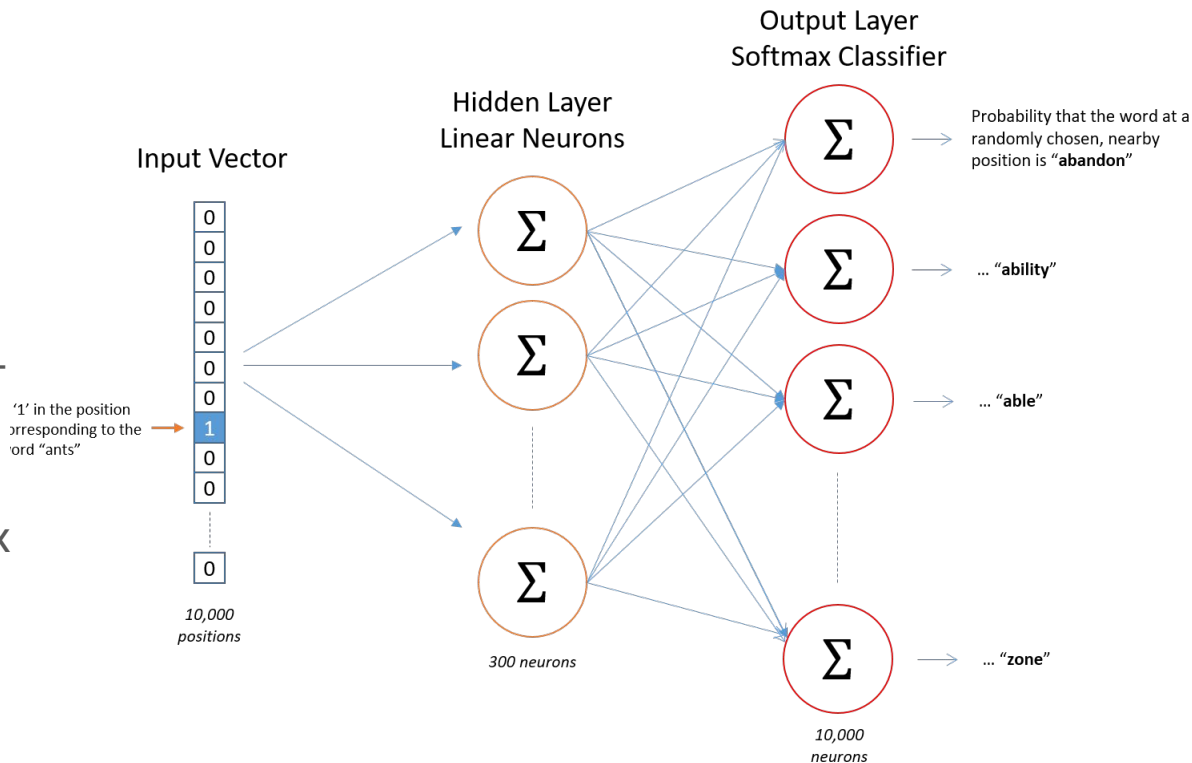 Output Layer
Softmax Classifier
Hidden Layer
Linear Neurons
Input Vector
0
0
0
0
0
0
0
1
0
0
0
'1' in the position
orresponding to the
ord "ants"
x
10,000
positions
Σ
Σ
Σ
300 neurons
Σ
Σ
Σ
Σ
10,000
neurons
Probability that the word at a
randomly chosen, nearby
position is "abandon"
... "ability"
... "able"
... "zone"